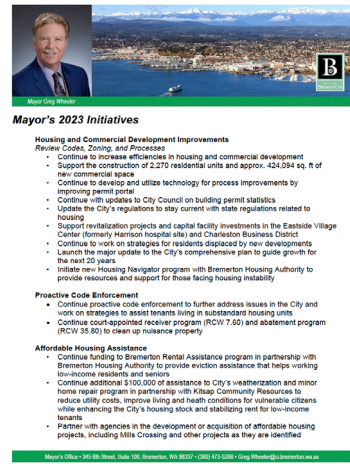 B
BREMERTON
Mayor Greg Wheeler
Mayor's 2023 Initiatives
Housing and Commercial Development Improvements
Review Codes, Zoning, and Processes
• Continue to increase efficiencies in housing and commercial development
• Support the construction of 2,270 residential units and approx. 424,094 sq. ft of
new commercial space
• Continue to develop and utilize technology for process improvements by
improving permit portal
• Continue with updates to City Council on building permit statistics
• Update the City's regulations to stay current with state regulations related to
housing
• Support revitalization projects and capital facility investments in the Eastside Village
Center (formerly Harrison hospital site) and Charleston Business District
• Continue to work on strategies for residents displaced by new developments
• Launch the major update to the City's comprehensive plan to guide growth for
the next 20 years
• Initiate new Housing Navigator program with Bremerton Housing Authority to
provide resources and support for those facing housing instability
Proactive Code Enforcement
• Continue proactive code enforcement to further address issues in the City and
work on strategies to assist tenants living in substandard housing units
• Continue court-appointed receiver program (RCW 7.60) and abatement program
(RCW 35.80) to clean up nuisance property
Affordable Housing Assistance
• Continue funding to Bremerton Rental Assistance program in partnership with
Bremerton Housing Authority to provide eviction assistance that helps working
low-income residents and seniors
• Continue additional $100,000 of assistance to City's weatherization and minor
home repair program in partnership with Kitsap Community Resources to
reduce utility costs, improve living and heath conditions for vulnerable citizens
while enhancing the City's housing stock and stabilizing rent for low-income
tenants
• Partner with agencies in the development or acquisition of affordable housing
projects, including Mills Crossing and other projects as they are identified
Mayor's Office • 345 6th Street, Suite 100, Bremerton, WA 98337 • (360) 473-5266 • Greg.Wheeler@ci.bremerton.wa.us